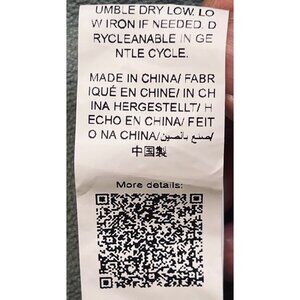 UMBLE DRY LOW. LO
W IRON IF NEEDED. D
RYCLEANABLE IN GE
NTLE CYCLE.
MADE IN CHINA/ FABR
IQUÉ EN CHINE/ IN CH
INA HERGESTELLT/ H
ECHO EN CHINA/ FEIT
O NA CHINA/صنع بالصين/
中国製
More details: